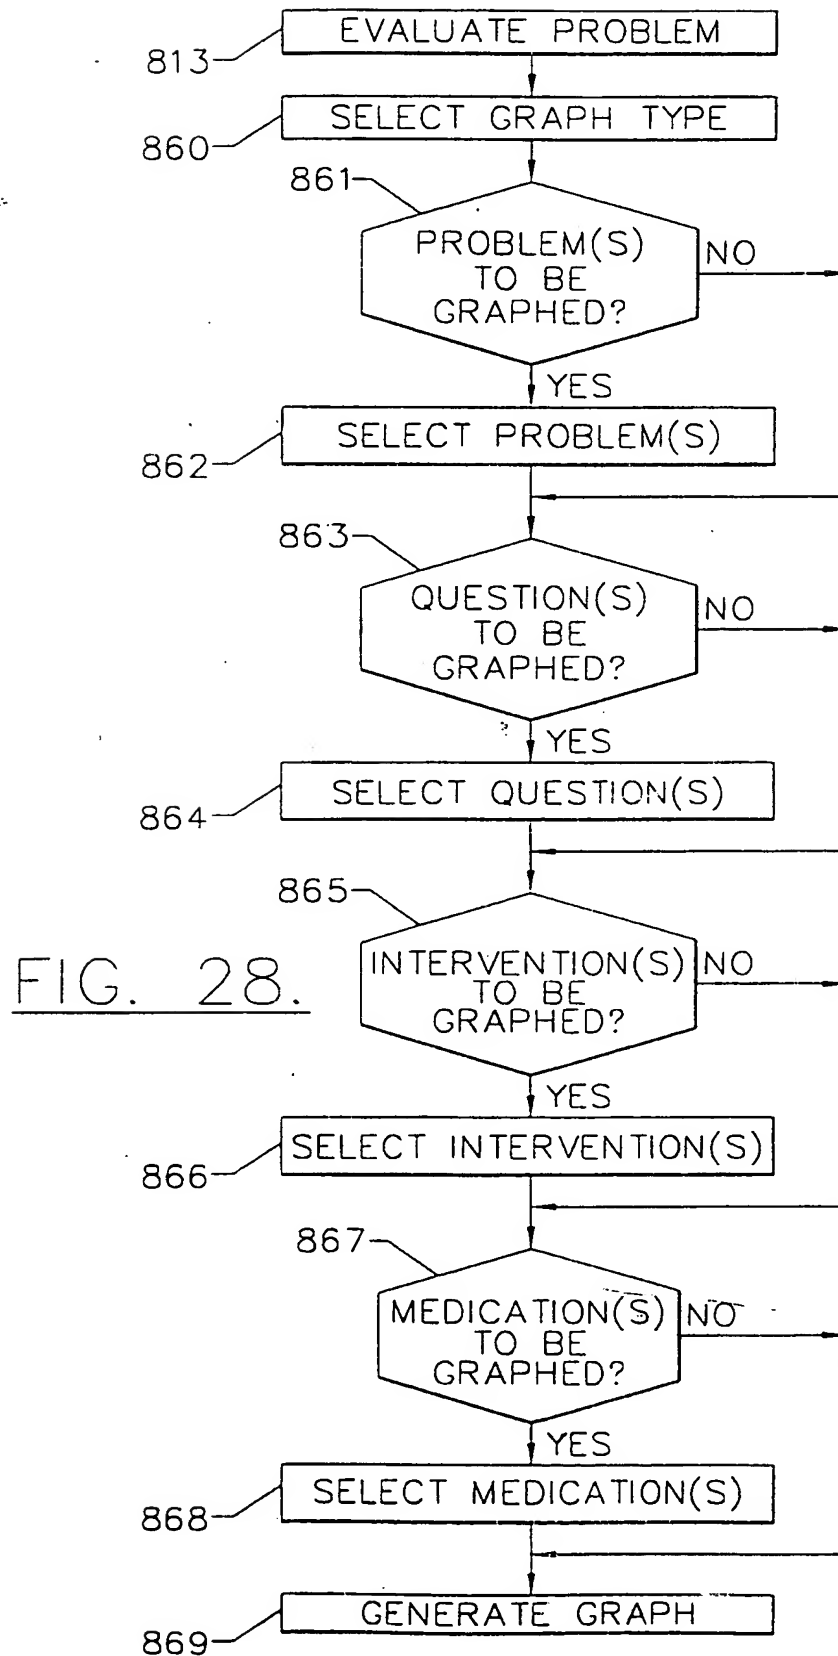 EVALUATE PROBLEM
813
SELECT GRAPH TYPE
860
861
PROBLEM(S)
TO BE
GRAPHED?
NO
YES
SELECT PROBLEM(S)
862
863
QUESTION(S)
TO BE
GRAPHED?
NO
YES
SELECT QUESTION(S)
864
865
INTERVENTION(S)
TO BE
GRAPHED?
NO
FIG. 28.
YES
SELECT INTERVENTION(S)
866
867
MEDICATION(S)
TO BE
GRAPHED?
NO
YES
SELECT MEDICATION(S)
868
GENERATE GRAPH
869